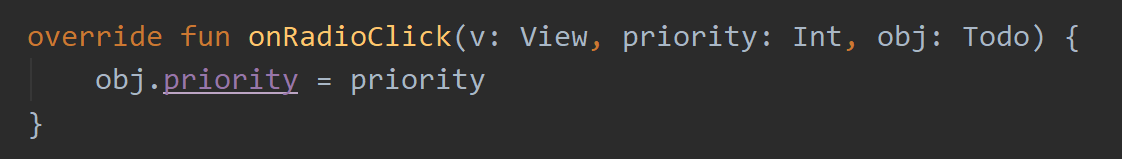 override fun onRadioClick(v: View, priority: Int, obj: Todo) {
    obj.priority = priority
}